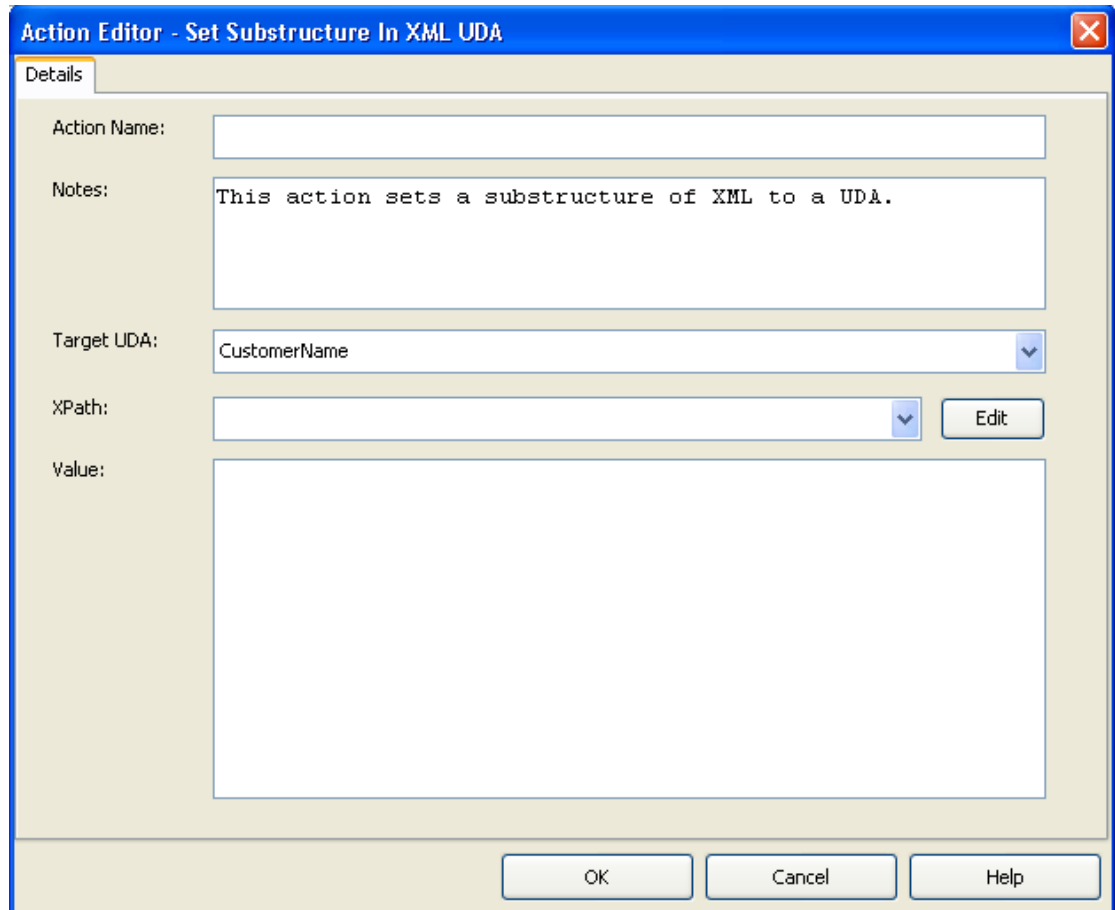 Action Editor - Set Substructure In XML UDA
Details
Action Name:
Notes:
This action sets a substructure of XML to a UDA.
Target UDA:
CustomerName
XPath:
Edit
Value:
OK
Cancel
Help